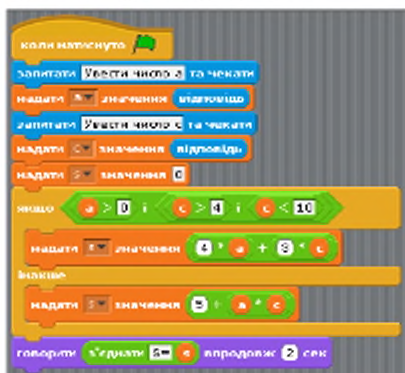 коли натиснуто
запитати Увести число a та чекати
надати a значення відповідь
запитати Увести число c та чекати
надати c значення відповідь
надати s значення 0
якщо a > 0 і c > 4 і c < 10
надати s значення 4 * a + 3 * c
інакше
надати s значення 5 + a * c
говорити з'єднати s= s впродовж 2 сек